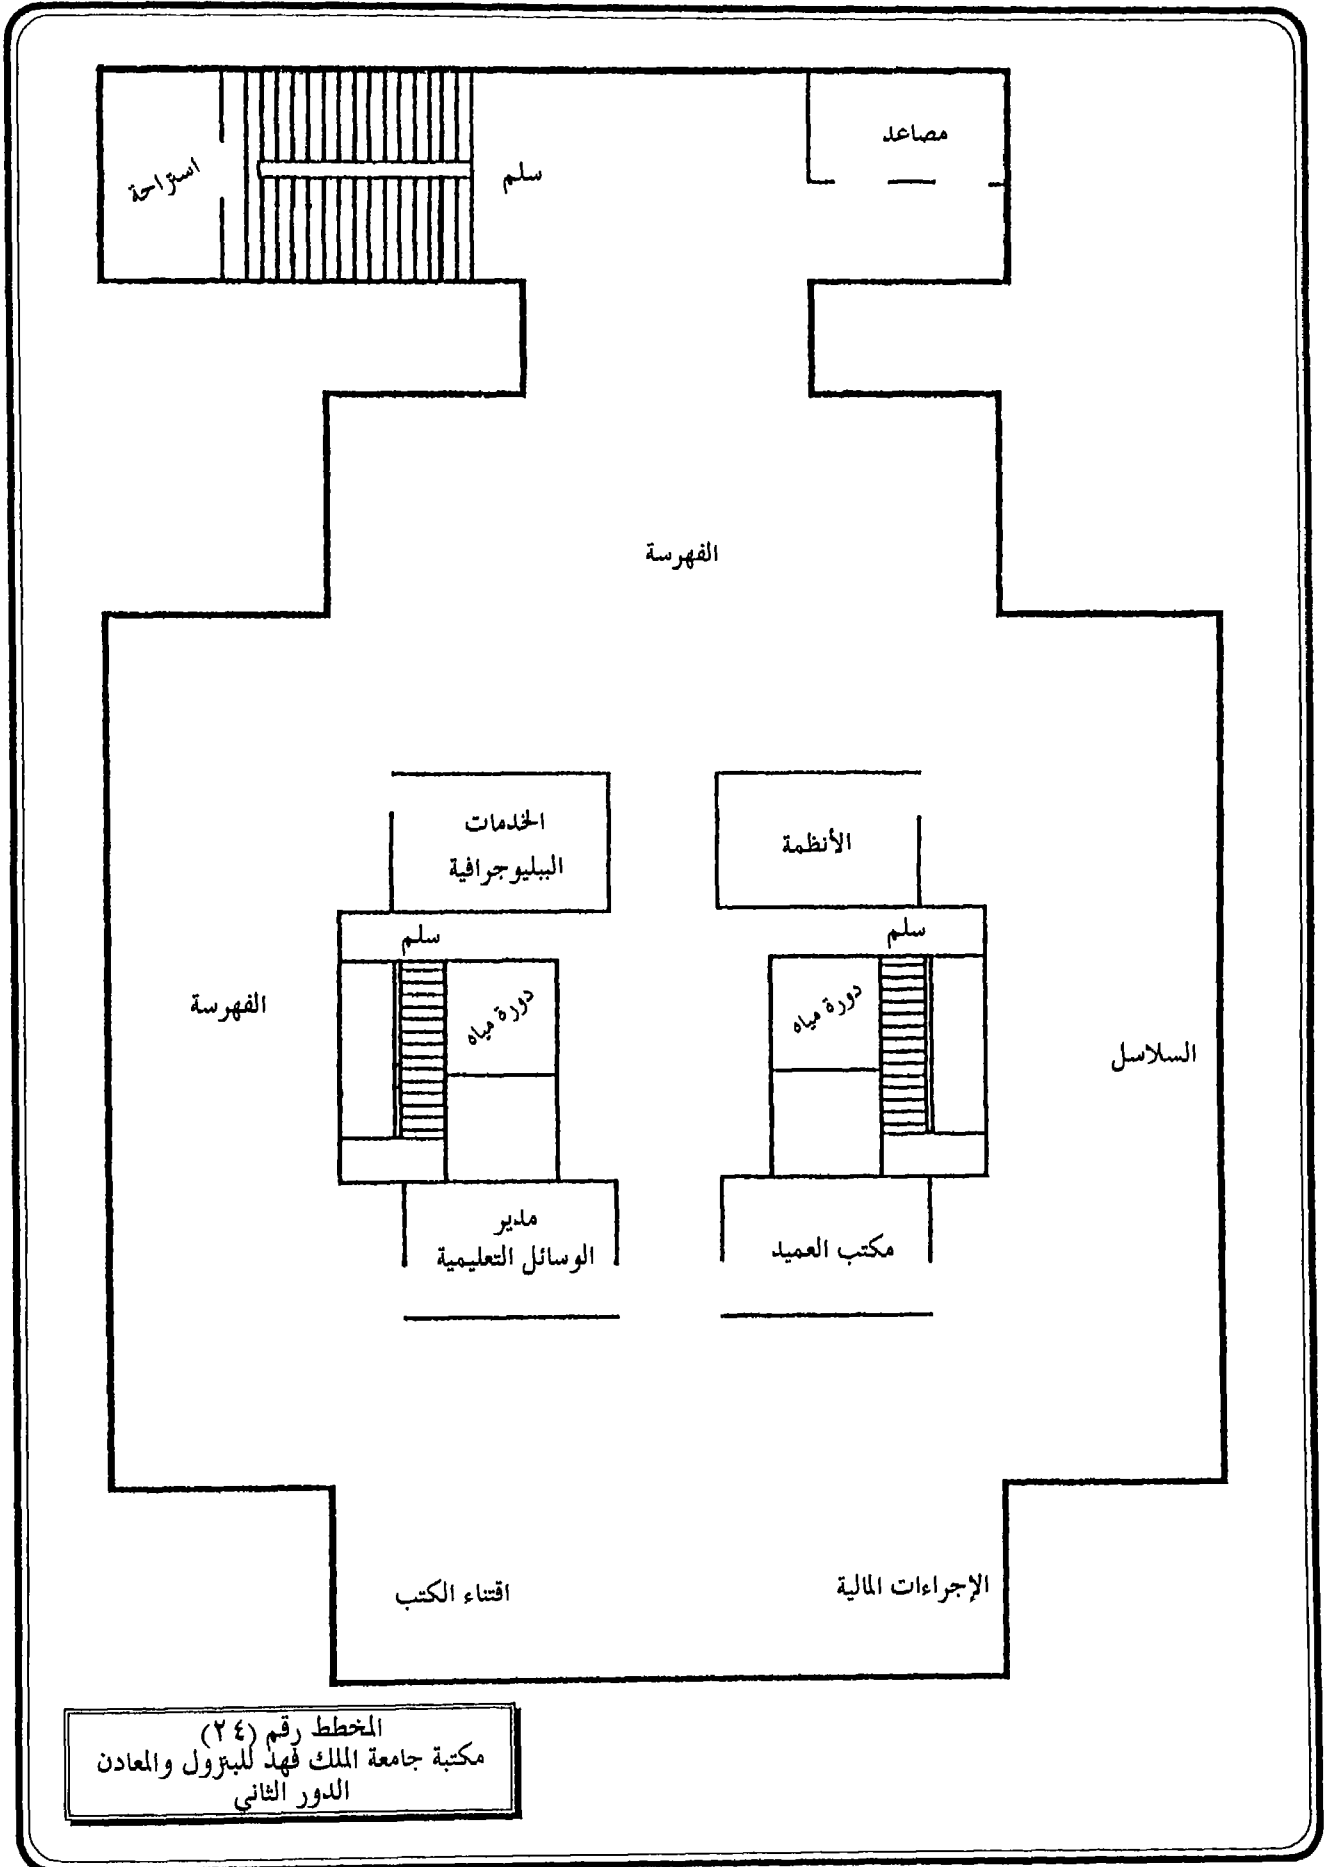 مصاعد
سلم
استراحة
الفهرسة
الأنظمة
الخدمات
الببليوجرافية
سلم
سلم
دورة مياه
دورة مياه
السلاسل
الفهرسة
مكتب العميد
مدير
الوسائل التعليمية
الإجراءات المالية
اقتناء الكتب
المخطط رقم (٢٤)
مكتبة جامعة الملك فهد للبترول والمعادن
الدور الثاني